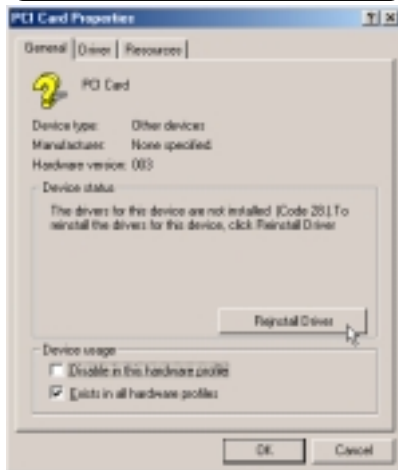 PCI Card Properties
General Driver Resources
PCI Card
Device type: Other devices
Manufacturer: None specified.
Hardware version: 003
Device status
The drivers for this device are not installed. (Code 28.) To
reinstall the drivers for this device, click Reinstall Driver.
Reinstall Driver
Device usage
Disable in this hardware profile
Exists in all hardware profiles
OK Cancel